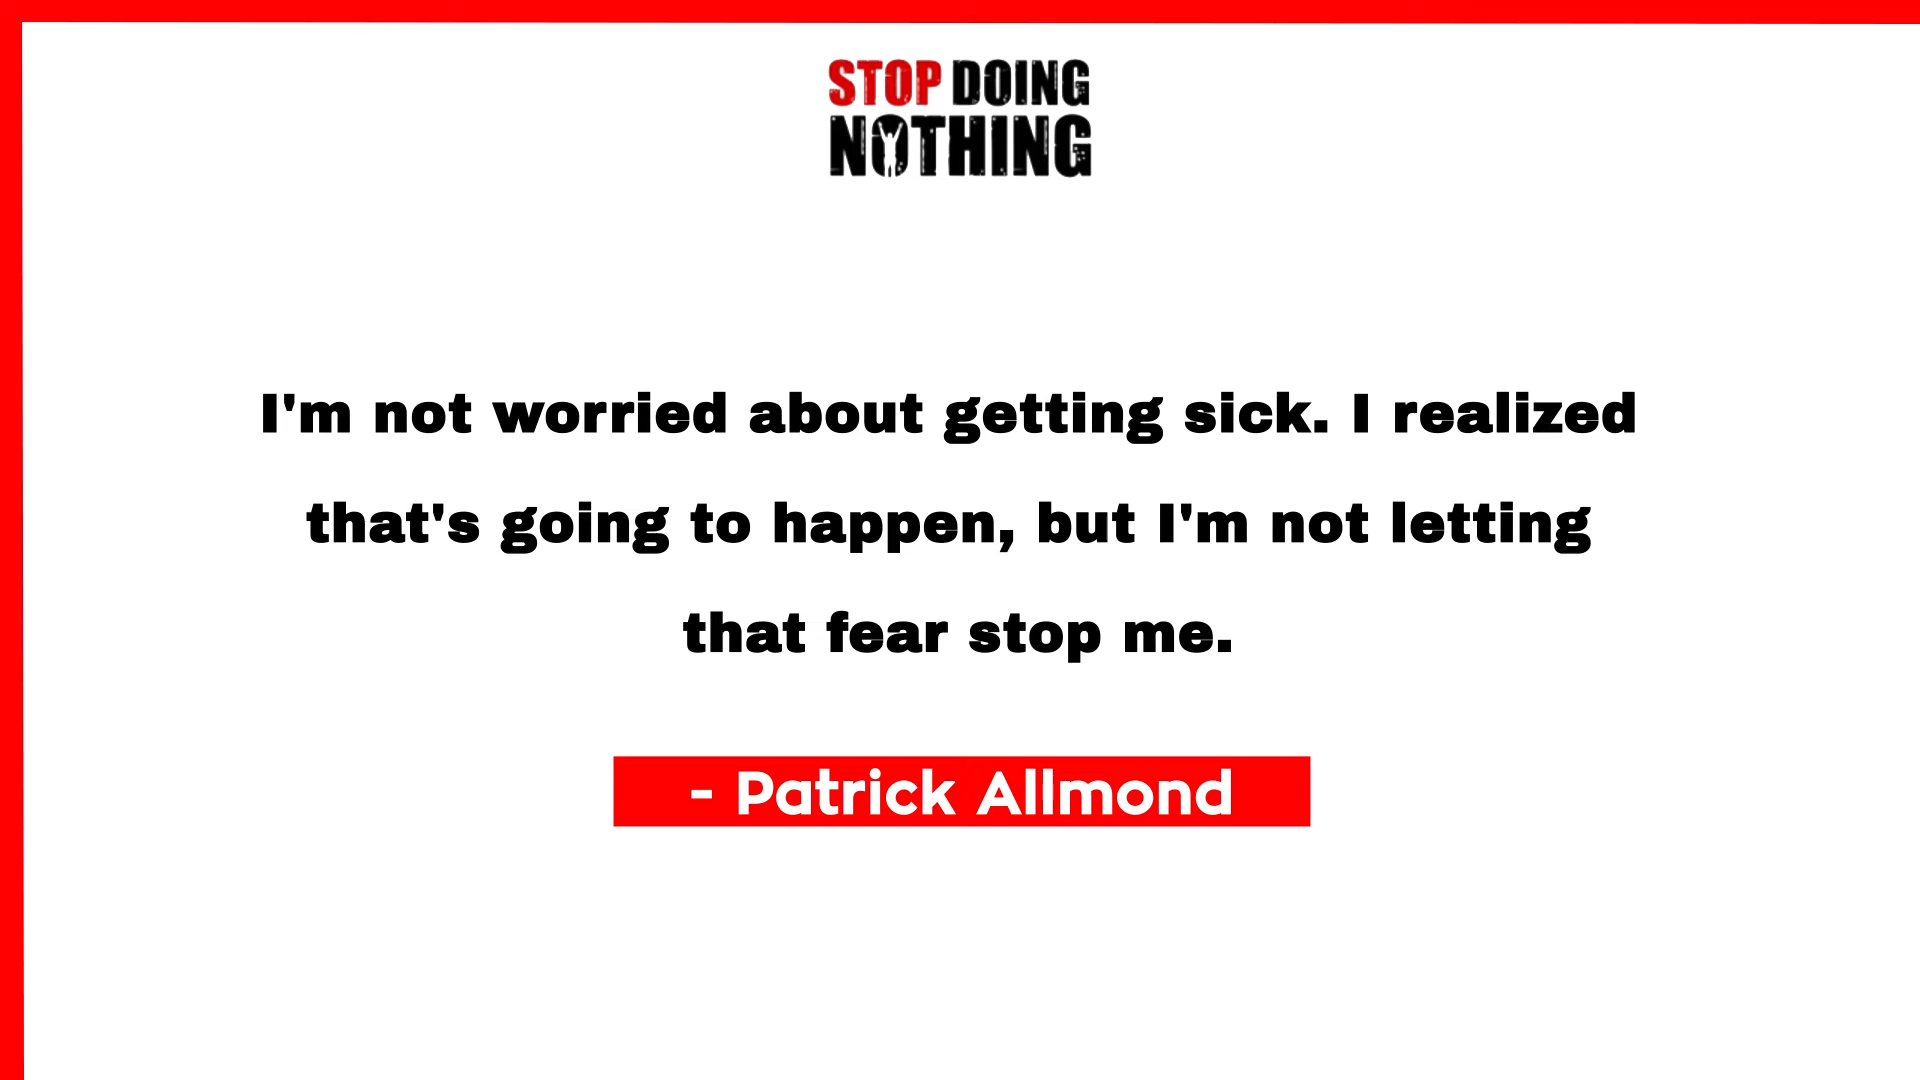 STOP DOING
NOTHING
I'm not worried about getting sick. I realized
that's going to happen, but I'm not letting
that fear stop me.
- Patrick Allmond